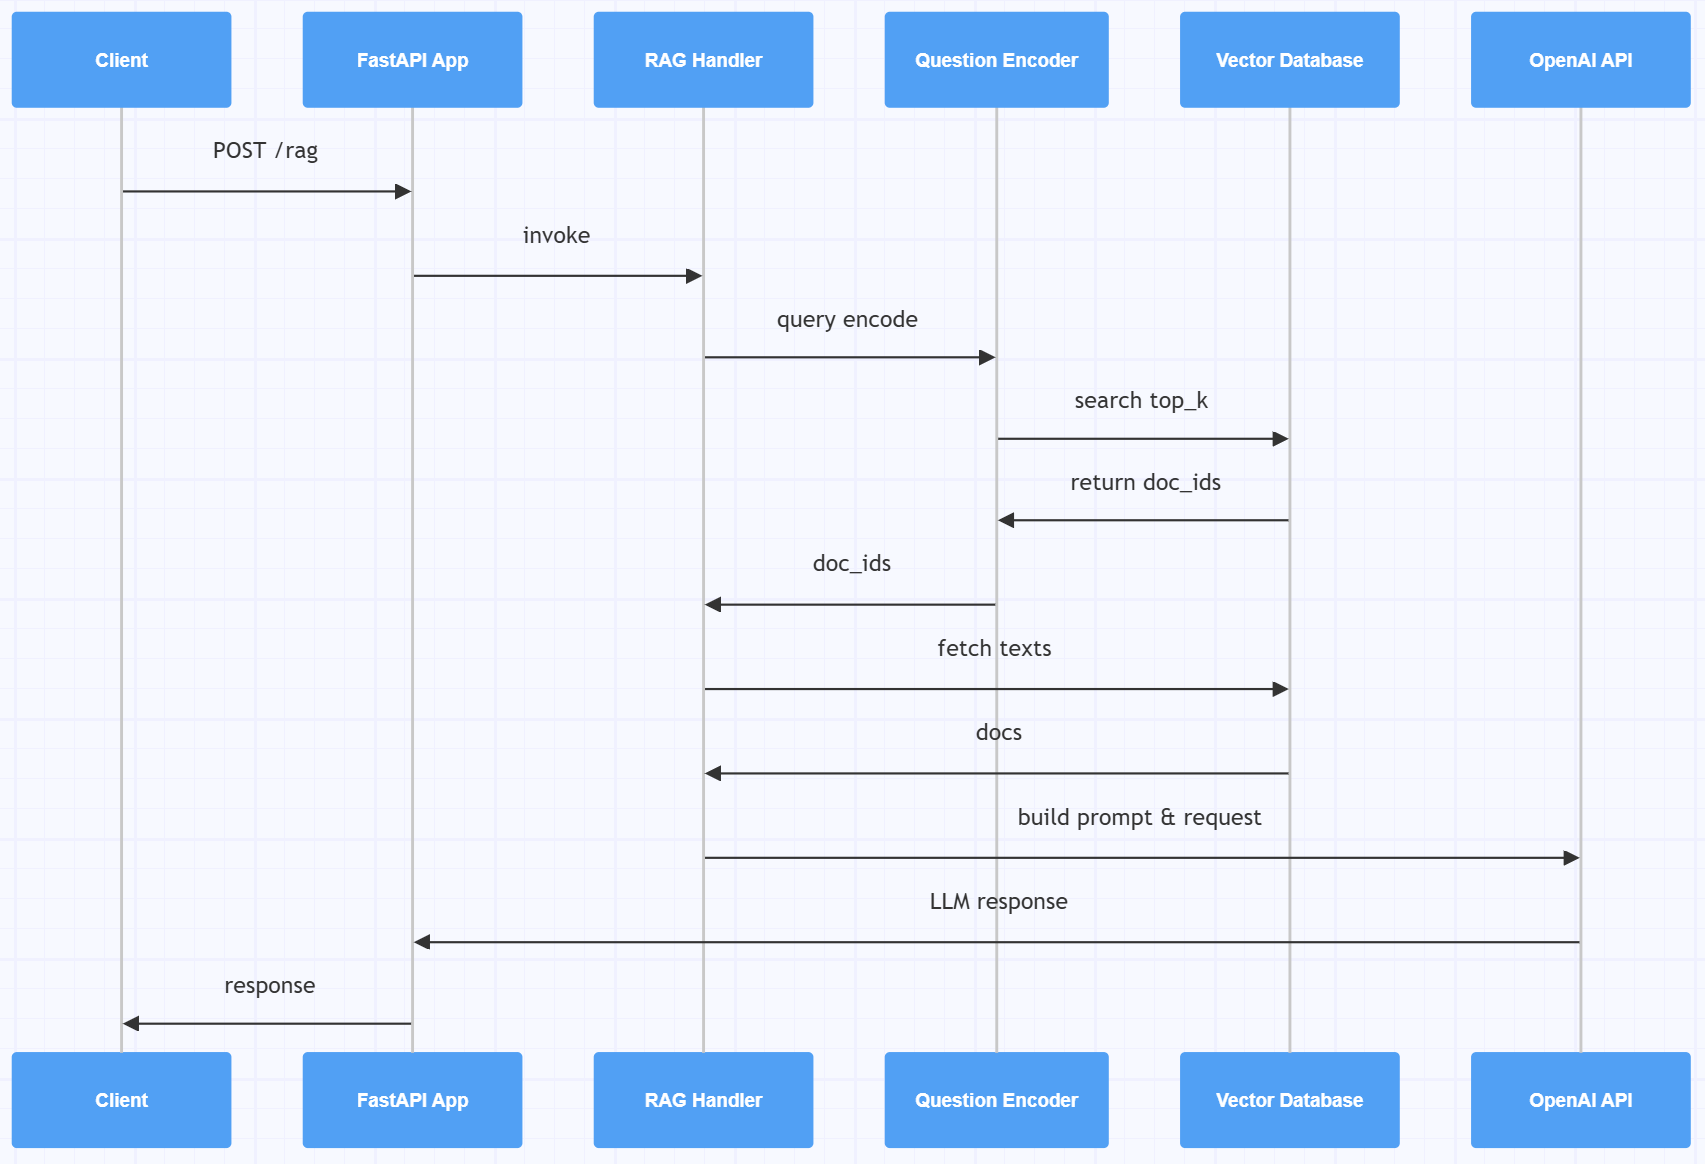 Client
FastAPI App
RAG Handler
Question Encoder
Vector Database
OpenAI API
POST /rag
invoke
query encode
search top_k
return doc_ids
doc_ids
fetch texts
docs
build prompt & request
LLM response
response
Client
FastAPI App
RAG Handler
Question Encoder
Vector Database
OpenAI API